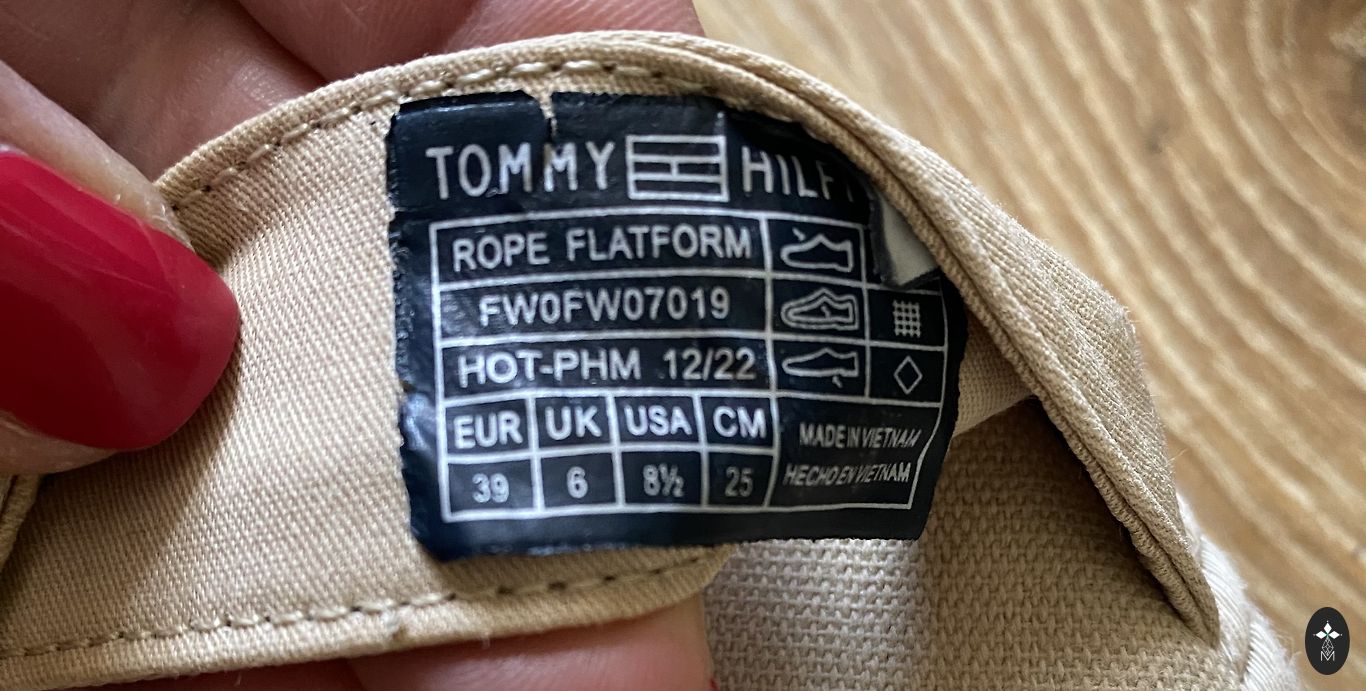 TOMMY HILF
ROPE FLATFORM
FW0FW07019
HOT-PHM 12/22
EUR UK USA CM
39 6 8½ 25
MADE IN VIETNAM
HECHO EN VIETNAM
M